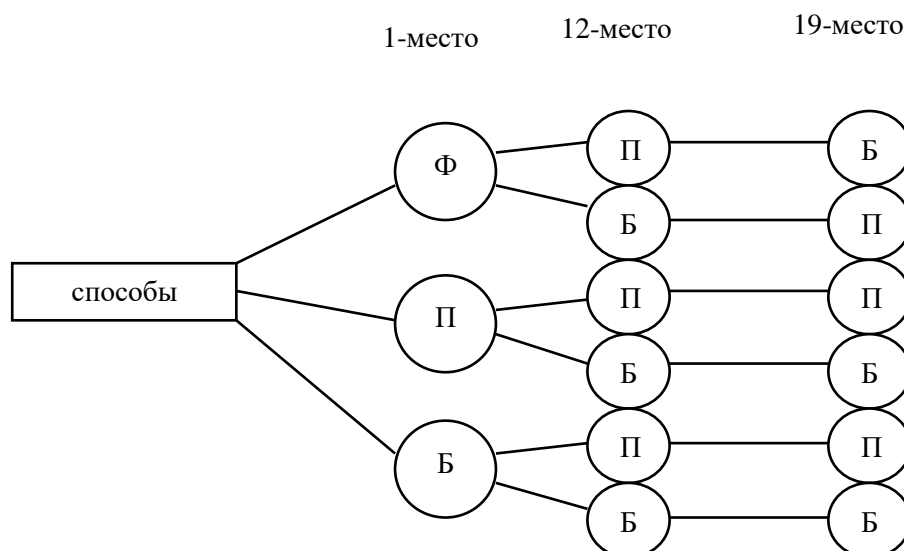 1-место 12-место 19-место
П Б
Ф
Б П
способы П П
П
Б Б
П П
Б
Б Б